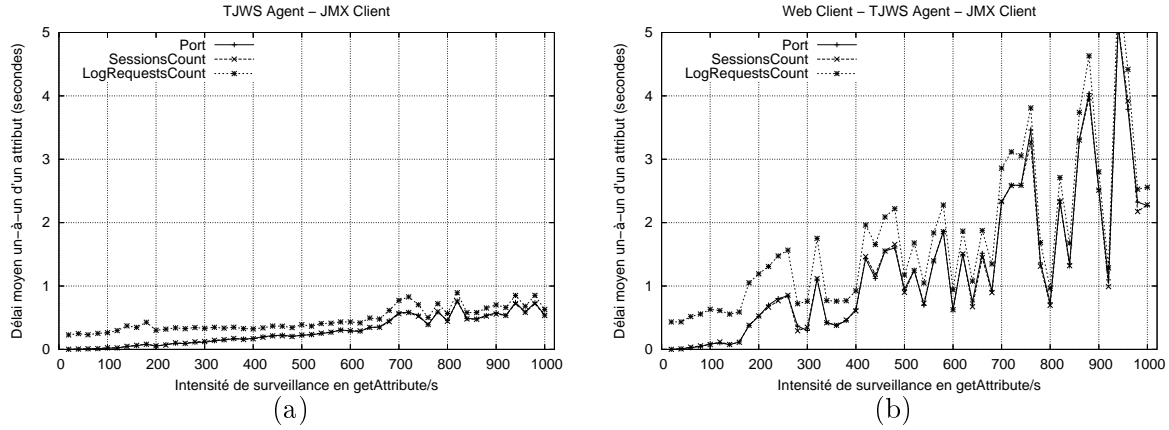 TJWS Agent – JMX Client
Délai moyen un−à−un d'un attribut (secondes)
5
4
3
2
1
0
Port
SessionsCount
LogRequestsCount
0 100 200 300 400 500 600 700 800 900 1000
Intensité de surveillance en getAttribute/s
(a)
Web Client – TJWS Agent – JMX Client
Délai moyen un−à−un d'un attribut (secondes)
5
4
3
2
1
0
Port
SessionsCount
LogRequestsCount
0 100 200 300 400 500 600 700 800 900 1000
Intensité de surveillance en getAttribute/s
(b)